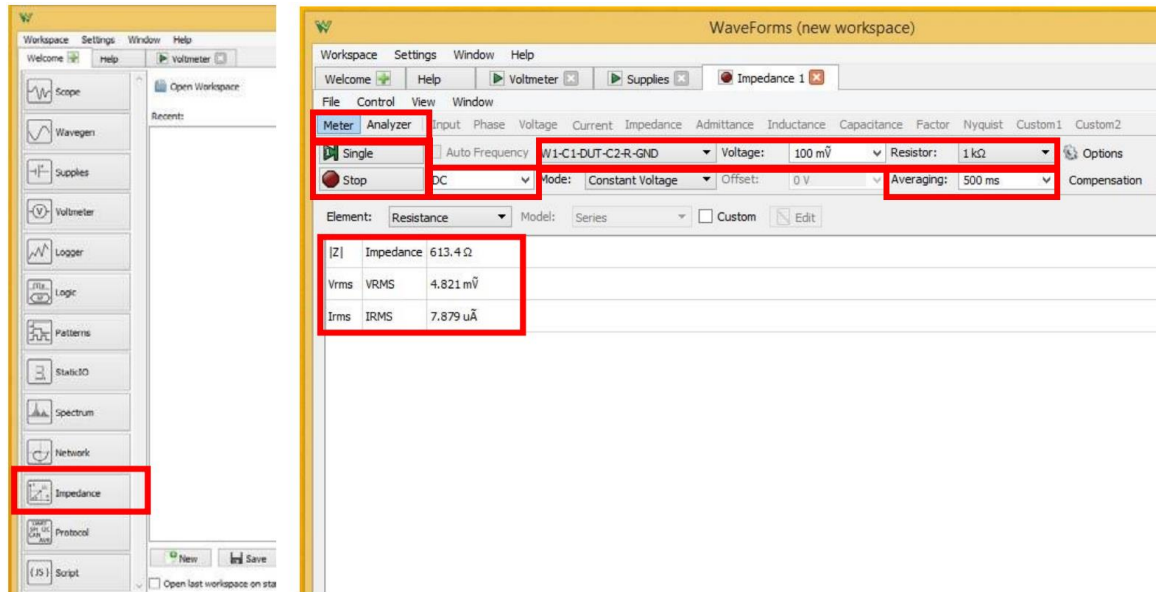 Workspace Settings Window Help
Welcome Help Voltmeter
Scope
Wavegen
Supplies
Voltmeter
Logger
Logic
Patterns
StaticIO
Spectrum
Network
Impedance
Protocol
Script
Open Workspace
Recent:
New Save
Open last workspace on sta
WaveForms (new workspace)
Workspace Settings Window Help
Welcome Help Voltmeter Supplies Impedance 1
File Control View Window
Meter Analyzer Input Phase Voltage Current Impedance Admittance Inductance Capacitance Factor Nyquist Custom1 Custom2
Single Auto Frequency W1-C1-DUT-C2-R-GND Voltage: 100 mṼ Resistor: 1 kΩ Options
Stop DC Mode: Constant Voltage Offset: 0 V Averaging: 500 ms Compensation
Element: Resistance Model: Series Custom Edit
|Z| Impedance 613.4 Ω
Vrms VRMS 4.821 mṼ
Irms IRMS 7.879 uÃ